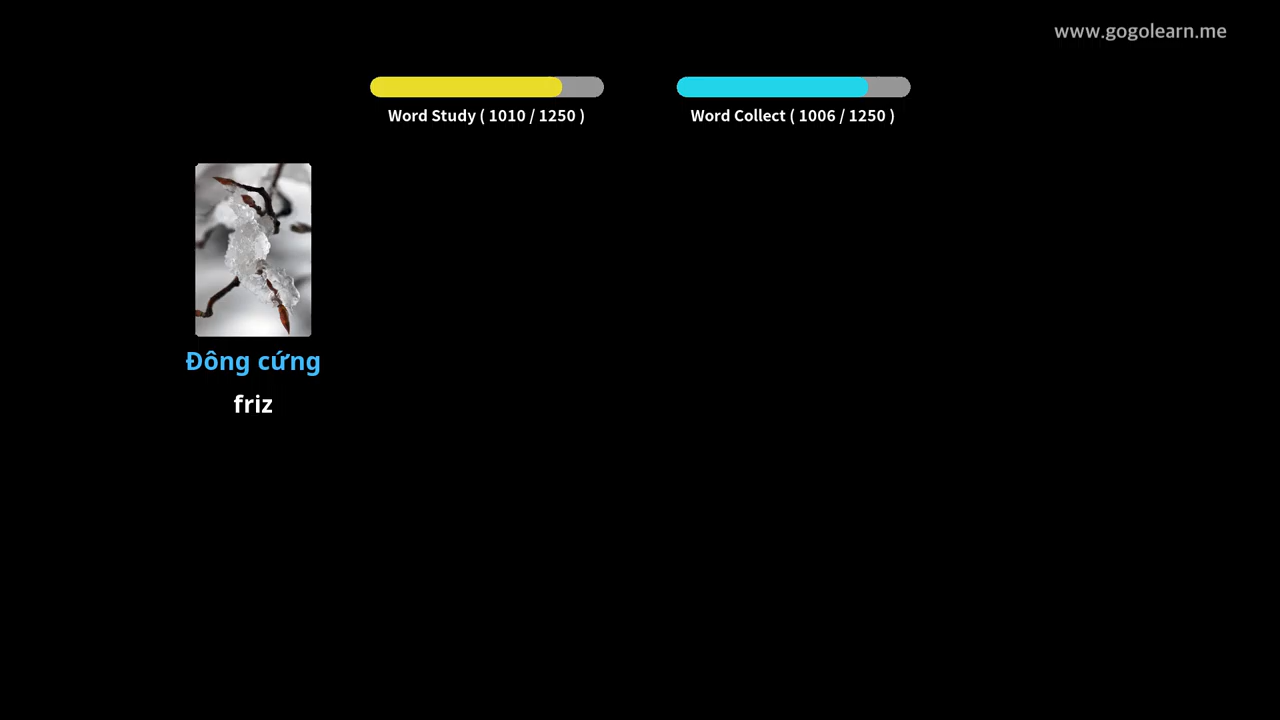 www.gogolearn.me
Word Study ( 1010 / 1250 )
Word Collect ( 1006 / 1250 )
Đông cứng
friz